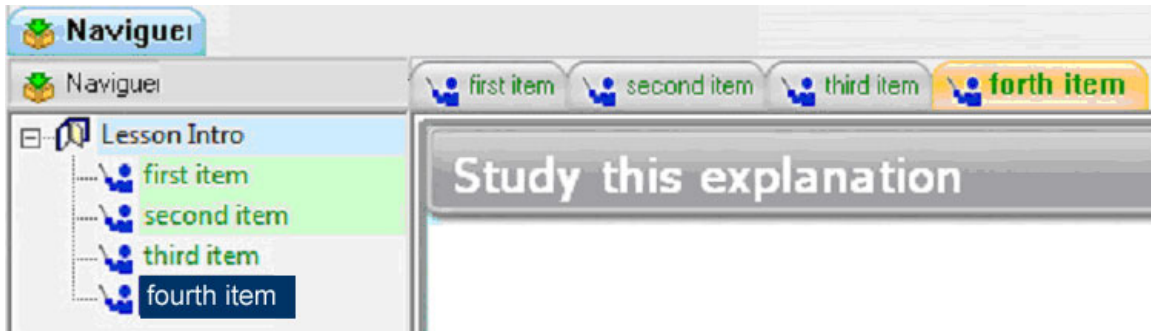 Naviguer
Naviguer
first item second item third item forth item
Lesson Intro
Study this explanation
first item
second item
third item
fourth item